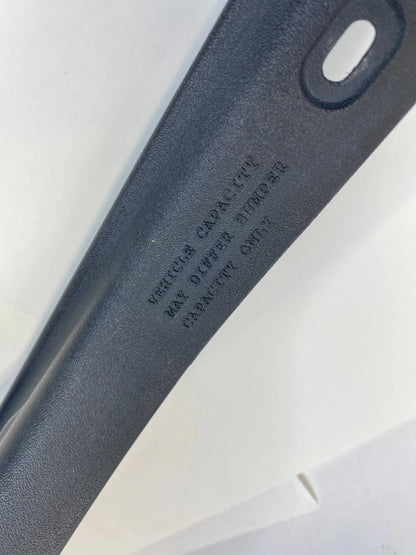 VEHICLE CAPACITY
MAY DIFFER BUMPER
CAPACITY ONLY